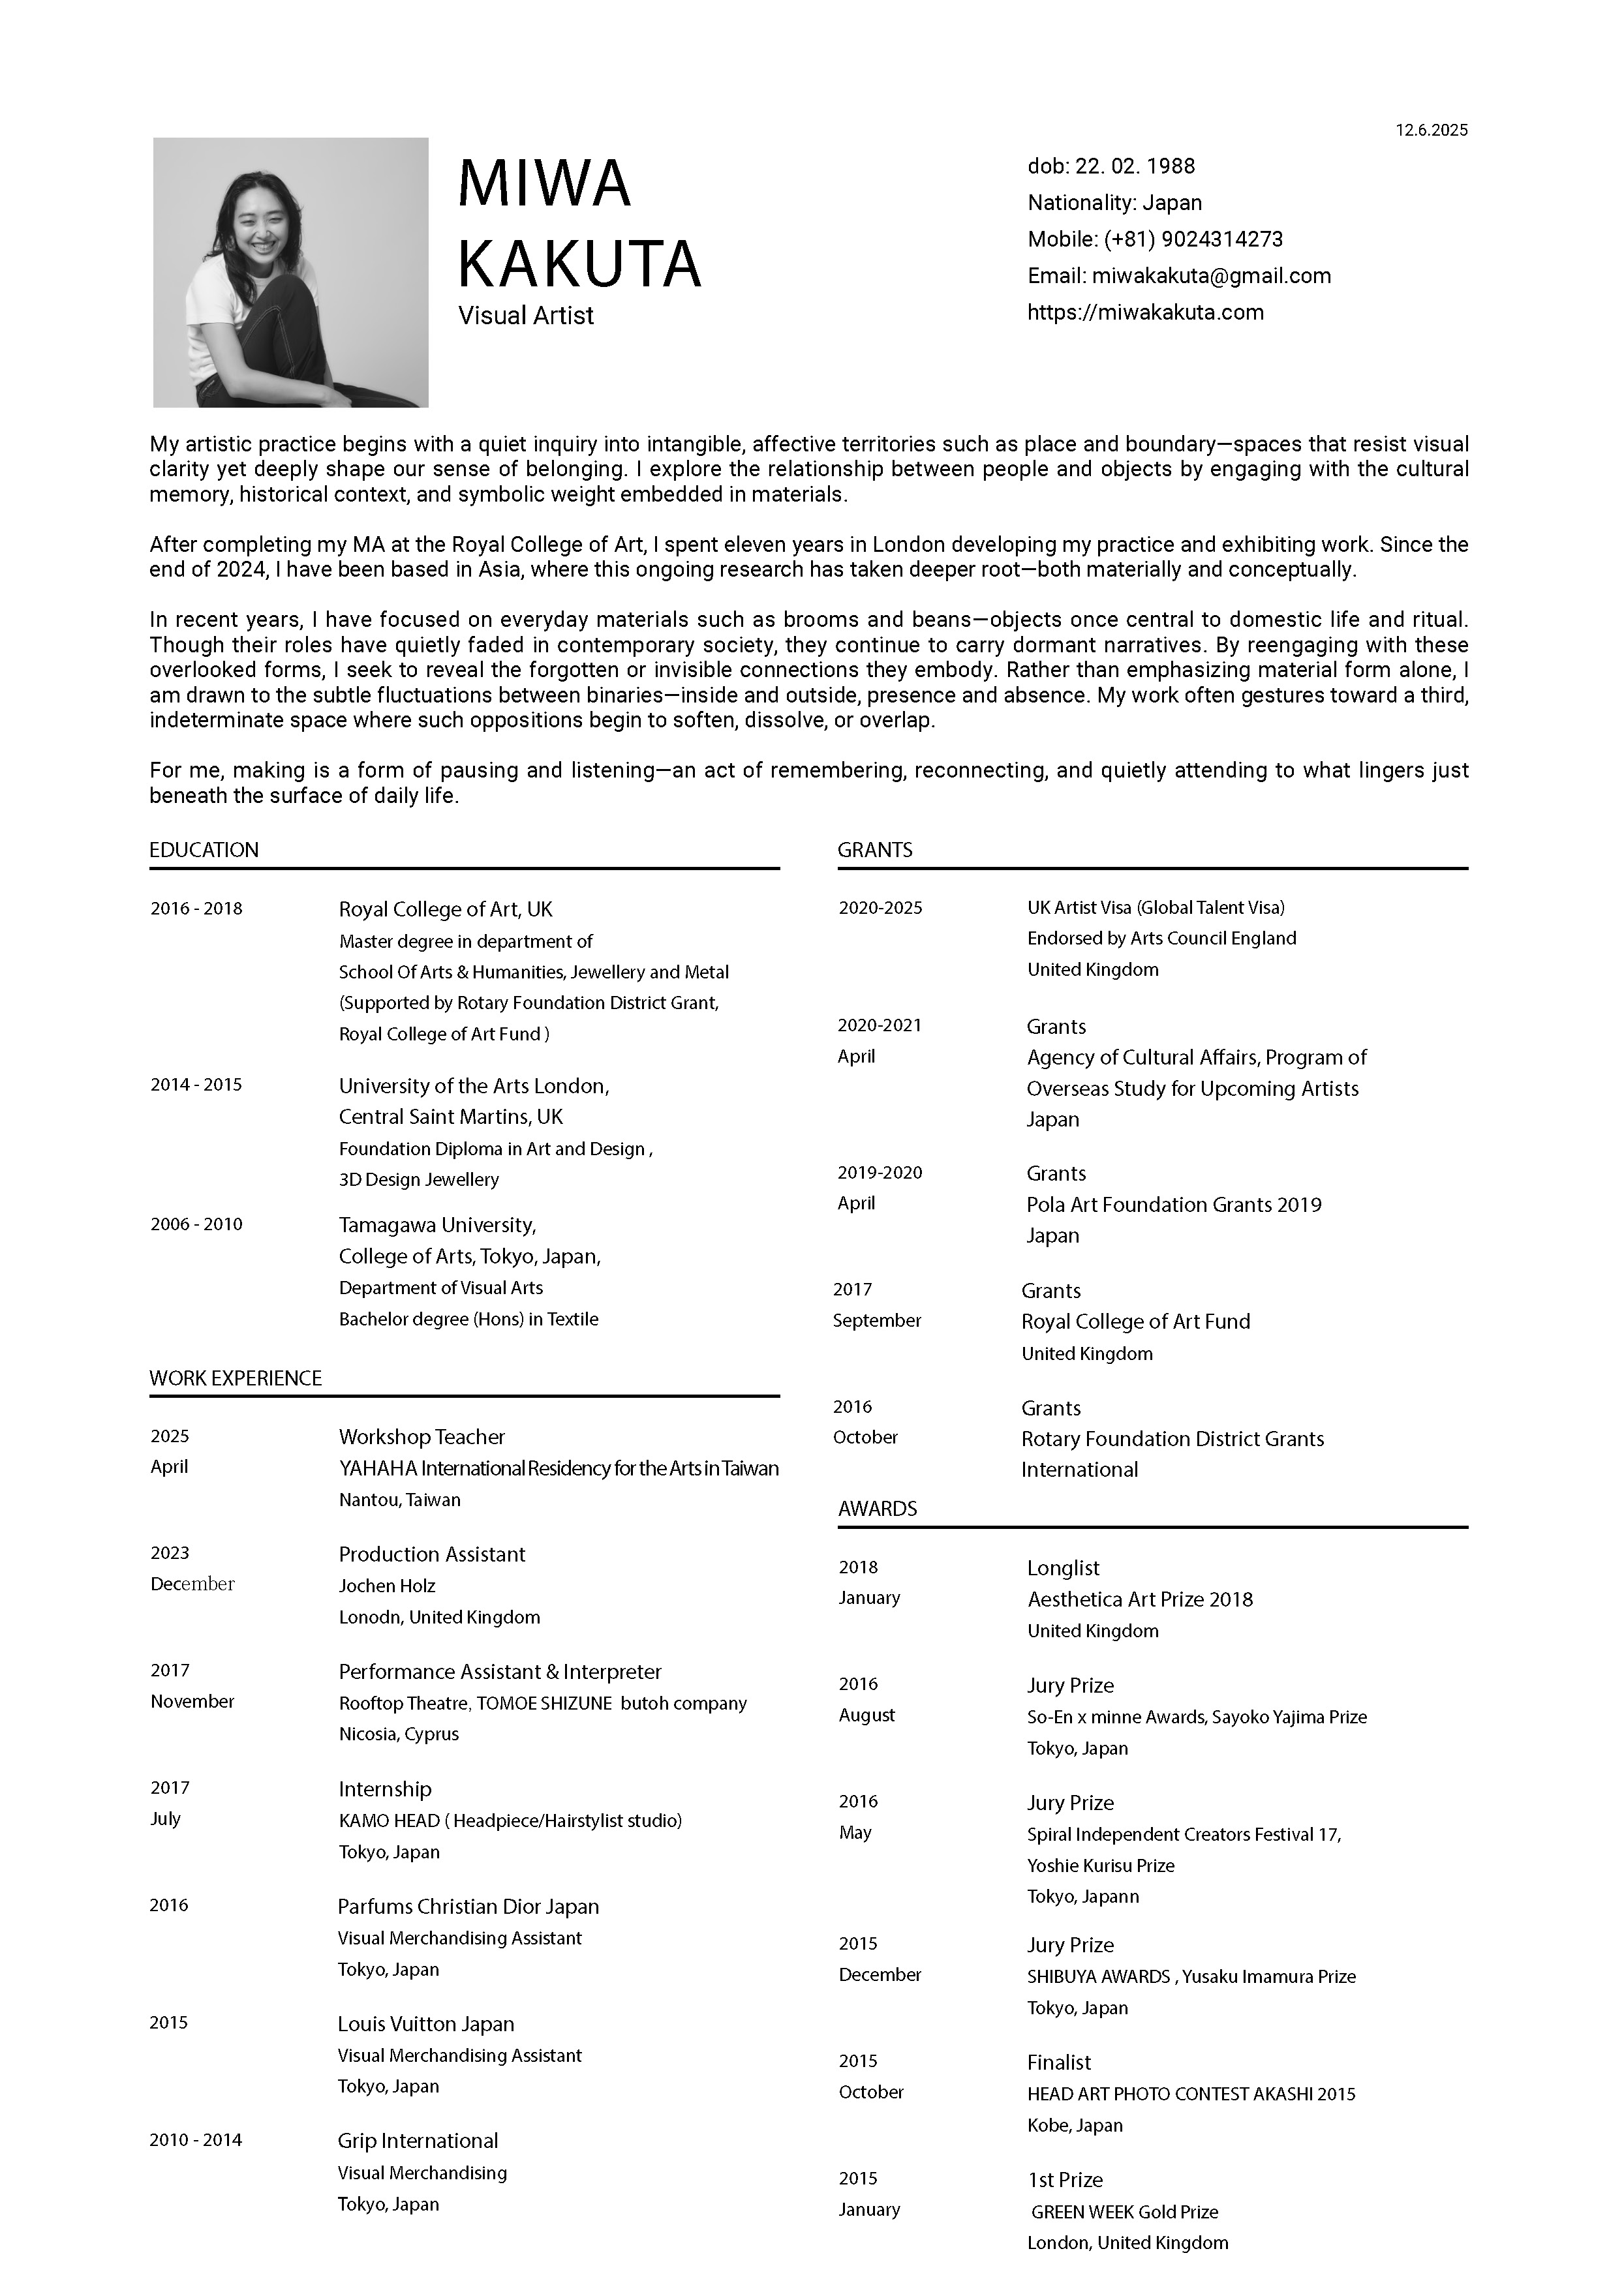 12.6.2025
MIWA
KAKUTA
Visual Artist
dob: 22. 02. 1988
Nationality: Japan
Mobile: (+81) 9024314273
Email: miwakakuta@gmail.com
https://miwakakuta.com
My artistic practice begins with a quiet inquiry into intangible, affective territories such as place and boundary—spaces that resist visual
clarity yet deeply shape our sense of belonging. I explore the relationship between people and objects by engaging with the cultural
memory, historical context, and symbolic weight embedded in materials.
After completing my MA at the Royal College of Art, I spent eleven years in London developing my practice and exhibiting work. Since the
end of 2024, I have been based in Asia, where this ongoing research has taken deeper root—both materially and conceptually.
In recent years, I have focused on everyday materials such as brooms and beans—objects once central to domestic life and ritual.
Though their roles have quietly faded in contemporary society, they continue to carry dormant narratives. By reengaging with these
overlooked forms, I seek to reveal the forgotten or invisible connections they embody. Rather than emphasizing material form alone, I
am drawn to the subtle fluctuations between binaries—inside and outside, presence and absence. My work often gestures toward a third,
indeterminate space where such oppositions begin to soften, dissolve, or overlap.
For me, making is a form of pausing and listening—an act of remembering, reconnecting, and quietly attending to what lingers just
beneath the surface of daily life.
EDUCATION
2016 - 2018
Royal College of Art, UK
Master degree in department of
School Of Arts & Humanities, Jewellery and Metal
(Supported by Rotary Foundation District Grant,
Royal College of Art Fund )
2014 - 2015
University of the Arts London,
Central Saint Martins, UK
Foundation Diploma in Art and Design ,
3D Design Jewellery
2006 - 2010
Tamagawa University,
College of Arts, Tokyo, Japan,
Department of Visual Arts
Bachelor degree (Hons) in Textile
WORK EXPERIENCE
2025
April
Workshop Teacher
YAHAHA International Residency for the Arts in Taiwan
Nantou, Taiwan
2023
December
Production Assistant
Jochen Holz
Lonodn, United Kingdom
2017
November
Performance Assistant & Interpreter
Rooftop Theatre, TOMOE SHIZUNE  butoh company
Nicosia, Cyprus
2017
July
Internship
KAMO HEAD ( Headpiece/Hairstylist studio)
Tokyo, Japan
2016
Parfums Christian Dior Japan
Visual Merchandising Assistant
Tokyo, Japan
2015
Louis Vuitton Japan
Visual Merchandising Assistant
Tokyo, Japan
2010 - 2014
Grip International
Visual Merchandising
Tokyo, Japan
GRANTS
2020-2025
UK Artist Visa (Global Talent Visa)
Endorsed by Arts Council England
United Kingdom
2020-2021
April
Grants
Agency of Cultural Affairs, Program of
Overseas Study for Upcoming Artists
Japan
2019-2020
April
Grants
Pola Art Foundation Grants 2019
Japan
2017
September
Grants
Royal College of Art Fund
United Kingdom
2016
October
Grants
Rotary Foundation District Grants
International
AWARDS
2018
January
Longlist
Aesthetica Art Prize 2018
United Kingdom
2016
August
Jury Prize
So-En x minne Awards, Sayoko Yajima Prize
Tokyo, Japan
2016
May
Jury Prize
Spiral Independent Creators Festival 17,
Yoshie Kurisu Prize
Tokyo, Japann
2015
December
Jury Prize
SHIBUYA AWARDS , Yusaku Imamura Prize
Tokyo, Japan
2015
October
Finalist
HEAD ART PHOTO CONTEST AKASHI 2015
Kobe, Japan
2015
January
1st Prize
GREEN WEEK Gold Prize
London, United Kingdom